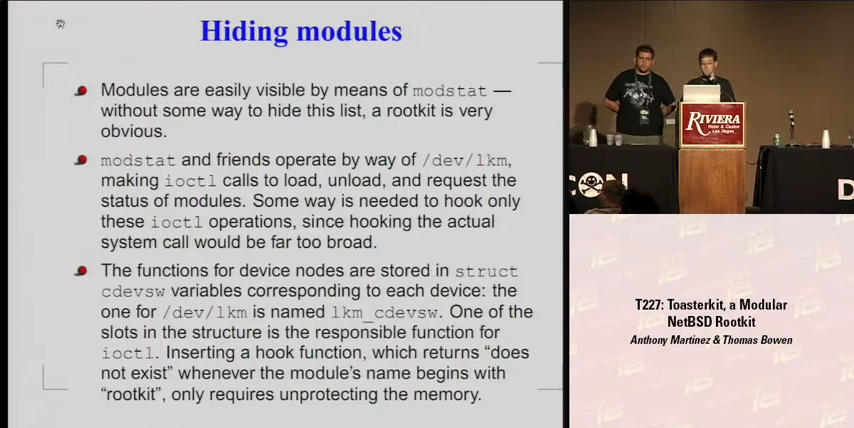 Hiding modules
Modules are easily visible by means of modstat —
without some way to hide this list, a rootkit is very
obvious.
modstat and friends operate by way of /dev/lkm,
making ioctl calls to load, unload, and request the
status of modules. Some way is needed to hook only
these ioctl operations, since hooking the actual
system call would be far too broad.
The functions for device nodes are stored in struct
cdevsw variables corresponding to each device: the
one for /dev/lkm is named lkm_cdevsw. One of the
slots in the structure is the responsible function for
ioctl. Inserting a hook function, which returns “does
not exist” whenever the module’s name begins with
“rootkit”, only requires unprotecting the memory.
RIVIERA
Hotel & Casino
Las Vegas
CON
D
T227: Toasterkit, a Modular
NetBSD Rootkit
Anthony Martinez & Thomas Bowen